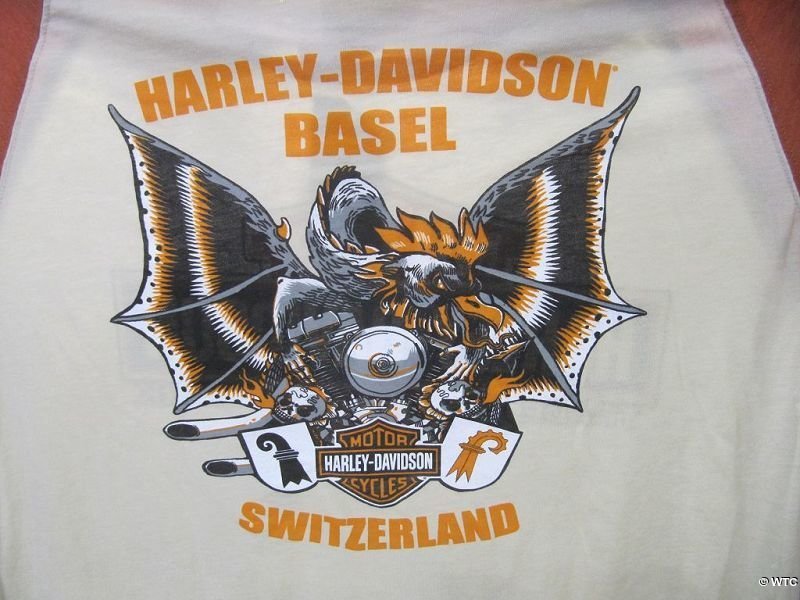 HARLEY-DAVIDSON®
BASEL
MOTOR
HARLEY-DAVIDSON
CYCLES
SWITZERLAND
© WTC